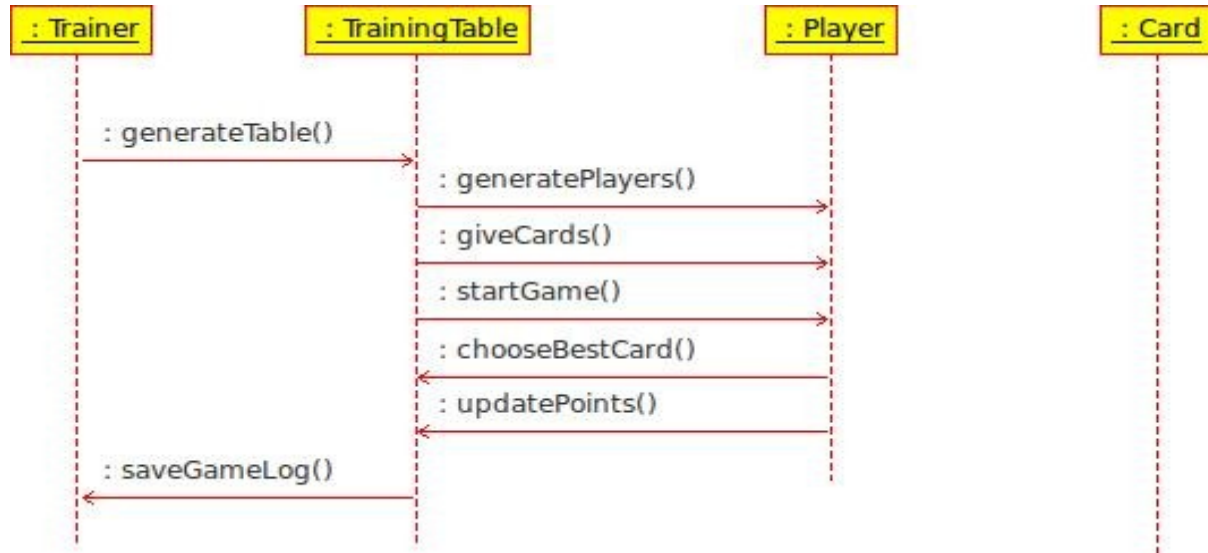 : Trainer
: TrainingTable
: Player
: Card
: generateTable()
: generatePlayers()
: giveCards()
: startGame()
: chooseBestCard()
: updatePoints()
: saveGameLog()